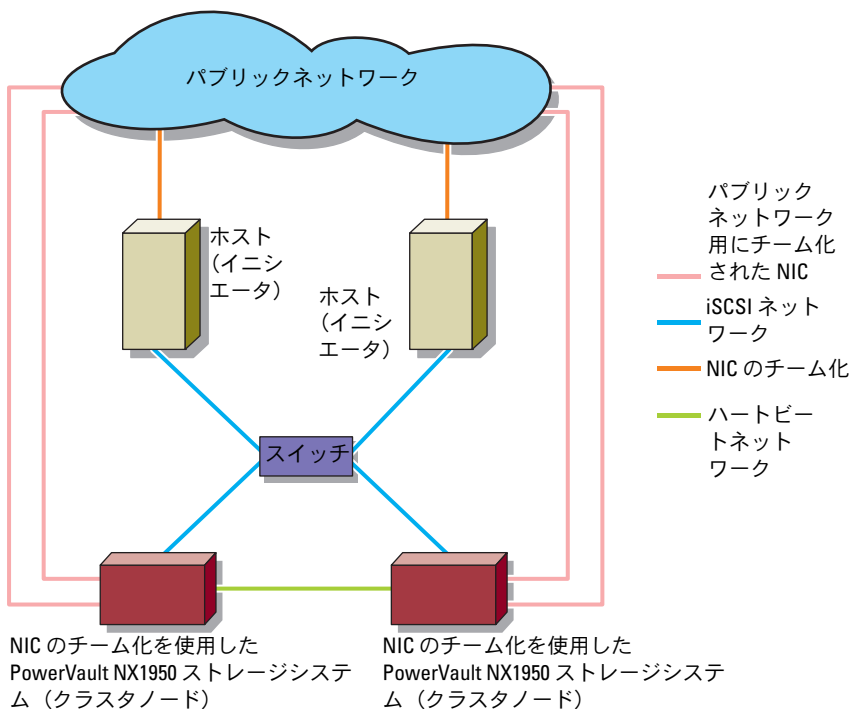 パブリックネットワーク
ホスト
（イニシ
エータ）
ホスト
（イニシ
エータ）
パブリック
ネットワーク
用にチーム化
された NIC
iSCSI ネット
ワーク
NIC のチーム化
ハートビー
トネット
ワーク
スイッチ
NIC のチーム化を使用した
PowerVault NX1950 ストレージシステ
ム（クラスタノード）
NIC のチーム化を使用した
PowerVault NX1950 ストレージシステ
ム（クラスタノード）